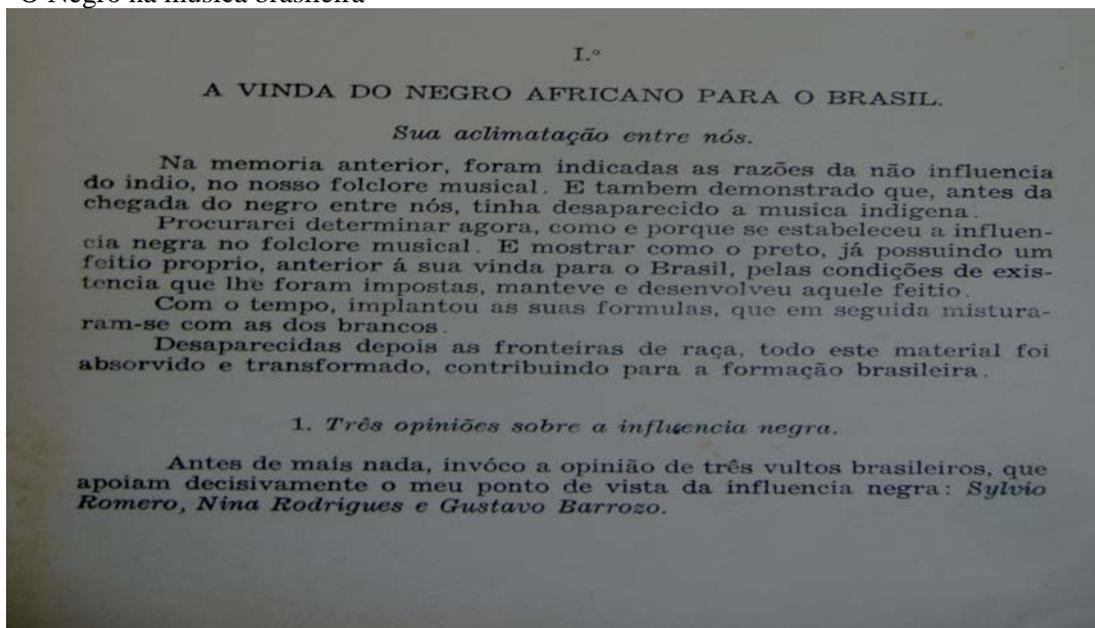 O Negro na musica brasileira
I.º
A VINDA DO NEGRO AFRICANO PARA O BRASIL.
Sua aclimatação entre nós.
Na memoria anterior, foram indicadas as razões da não influencia
do indio, no nosso folclore musical. E tambem demonstrado que, antes da
chegada do negro entre nós, tinha desaparecido a musica indigena.
Procurarei determinar agora, como e porque se estabeleceu a influen-
cia negra no folclore musical. E mostrar como o preto, já possuindo um
feitio proprio, anterior á sua vinda para o Brasil, pelas condições de exis-
tencia que lhe foram impostas, manteve e desenvolveu aquele feitio.
Com o tempo, implantou as suas formulas, que em seguida mistura-
ram-se com as dos brancos.
Desaparecidas depois as fronteiras de raça, todo este material foi
absorvido e transformado, contribuindo para a formação brasileira.
1. Três opiniões sobre a influencia negra.
Antes de mais nada, invóco a opinião de três vultos brasileiros, que
apoiam decisivamente o meu ponto de vista da influencia negra: Sylvio
Romero, Nina Rodrigues e Gustavo Barrozo.